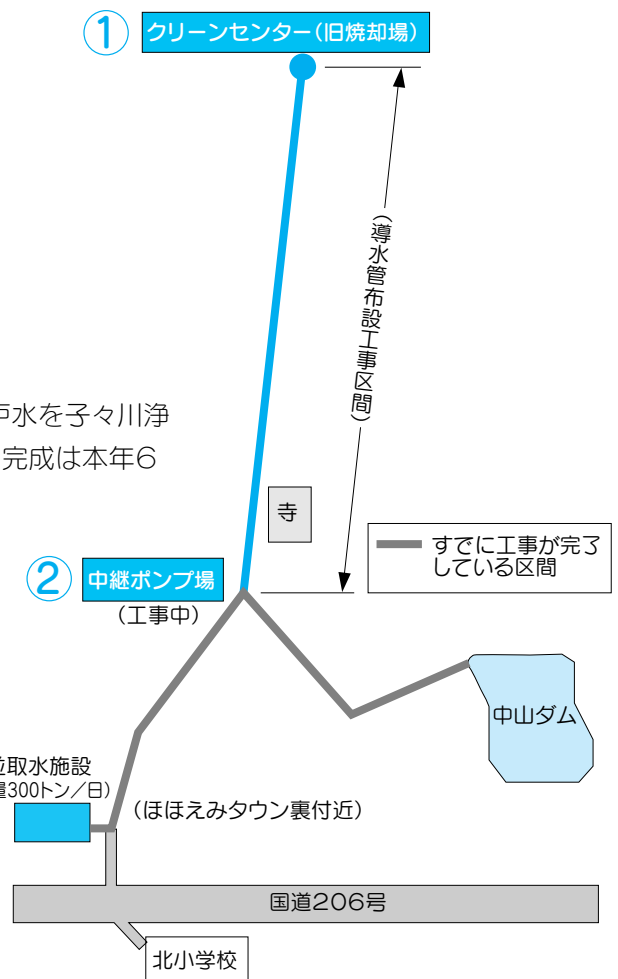 ① クリーンセンター(旧焼却場)
(導水管布設工事区間)
戸水を子々川浄
完成は本年6
寺
すでに工事が完了
している区間
② 中継ポンプ場
(工事中)
中山ダム
取水施設
300トン/日)
(ほほえみタウン裏付近)
国道206号
北小学校